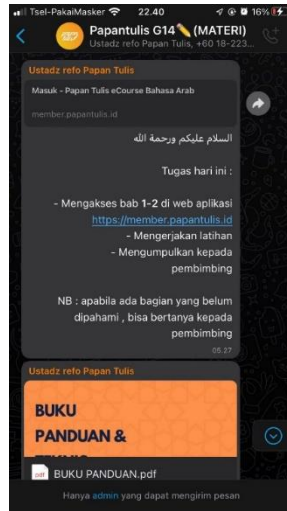 Tsel-PakaiMasker
22.40
16%
Papantulis G14✏️ (MATERI)
Ustadz refo Papan Tulis, +60 18-223...
Ustadz refo Papan Tulis
Masuk - Papan Tulis eCourse Bahasa Arab
member.papantulis.id
السلام عليكم ورحمة الله
Tugas hari ini :
- Mengakses bab 1-2 di web aplikasi
https://member.papantulis.id
- Mengerjakan latihan
- Mengumpulkan kepada
pembimbing
NB : apabila ada bagian yang belum
dipahami , bisa bertanya kepada
pembimbing
05.27
Ustadz refo Papan Tulis
BUKU
PANDUAN &
pdf
BUKU PANDUAN.pdf
Hanya admin yang dapat mengirim pesan